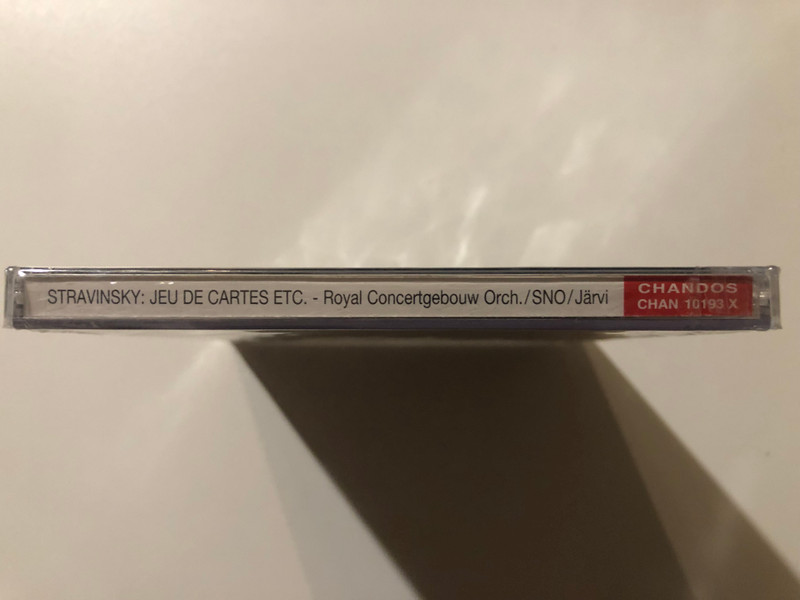 STRAVINSKY: JEU DE CARTES ETC. - Royal Concertgebouw Orch./SNO/Järvi
CHANDOS
CHAN 10193 X